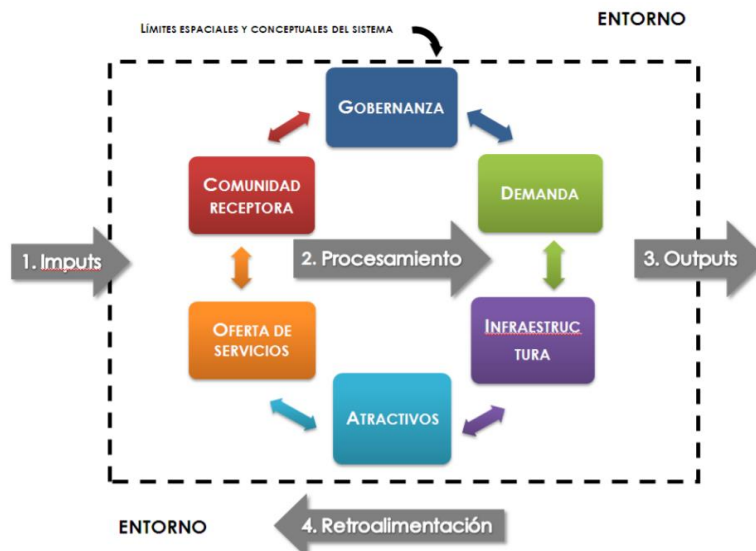 ENTORNO
LÍMITES ESPACIALES Y CONCEPTUALES DEL SISTEMA
GOBERNANZA
COMUNIDAD
RECEPTORA
DEMANDA
1. Imputs
2. Procesamiento
3. Outputs
OFERTA DE
SERVICIOS
INFRAESTRUC
TURA
ATRACTIVOS
ENTORNO
4. Retroalimentación